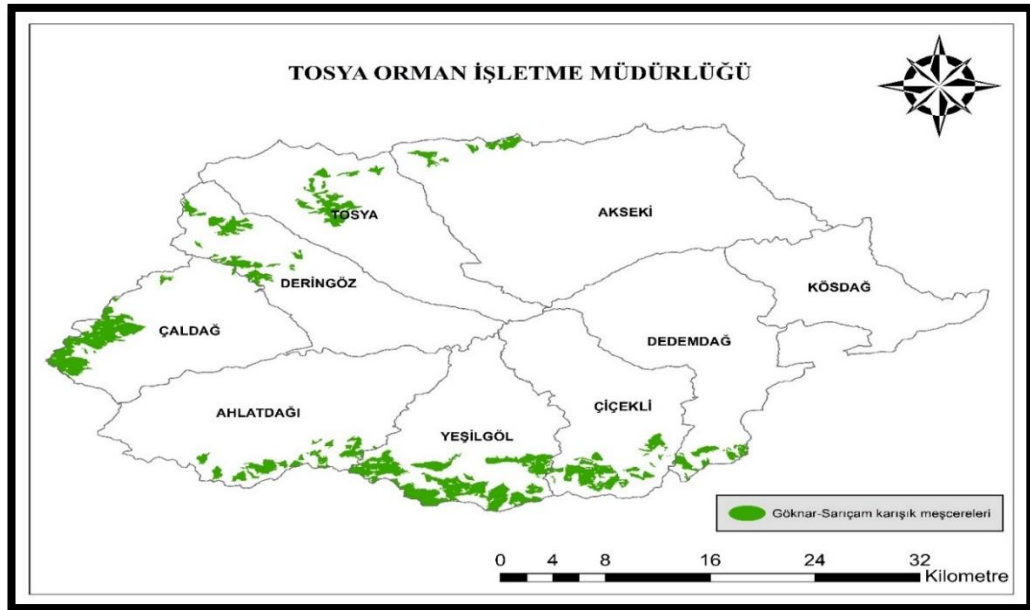 TOSYA ORMAN İŞLETME MÜDÜRLÜĞÜ
TOSYA
AKSEKİ
DERİNGÖZ
KÖSDAĞ
ÇALDAĞ
DEDEMDAĞ
AHLATDAĞI
ÇİÇEKLİ
YEŞİLGÖL
Göknar-Sarıçam karışık meşcereleri
0 4 8 16 24 32
Kilometre